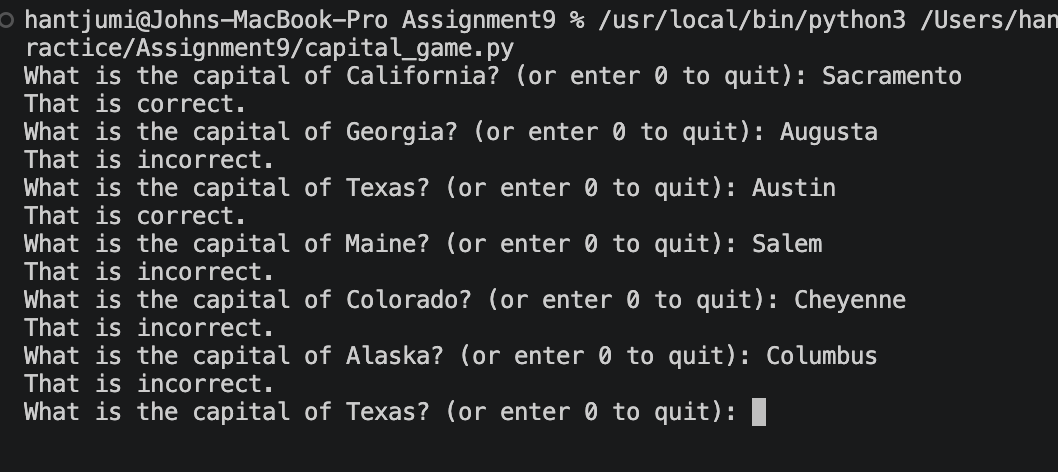 hantjumi@Johns-MacBook-Pro Assignment9 % /usr/local/bin/python3 /Users/han
ractice/Assignment9/capital_game.py
What is the capital of California? (or enter 0 to quit): Sacramento
That is correct.
What is the capital of Georgia? (or enter 0 to quit): Augusta
That is incorrect.
What is the capital of Texas? (or enter 0 to quit): Austin
That is correct.
What is the capital of Maine? (or enter 0 to quit): Salem
That is incorrect.
What is the capital of Colorado? (or enter 0 to quit): Cheyenne
That is incorrect.
What is the capital of Alaska? (or enter 0 to quit): Columbus
That is incorrect.
What is the capital of Texas? (or enter 0 to quit):